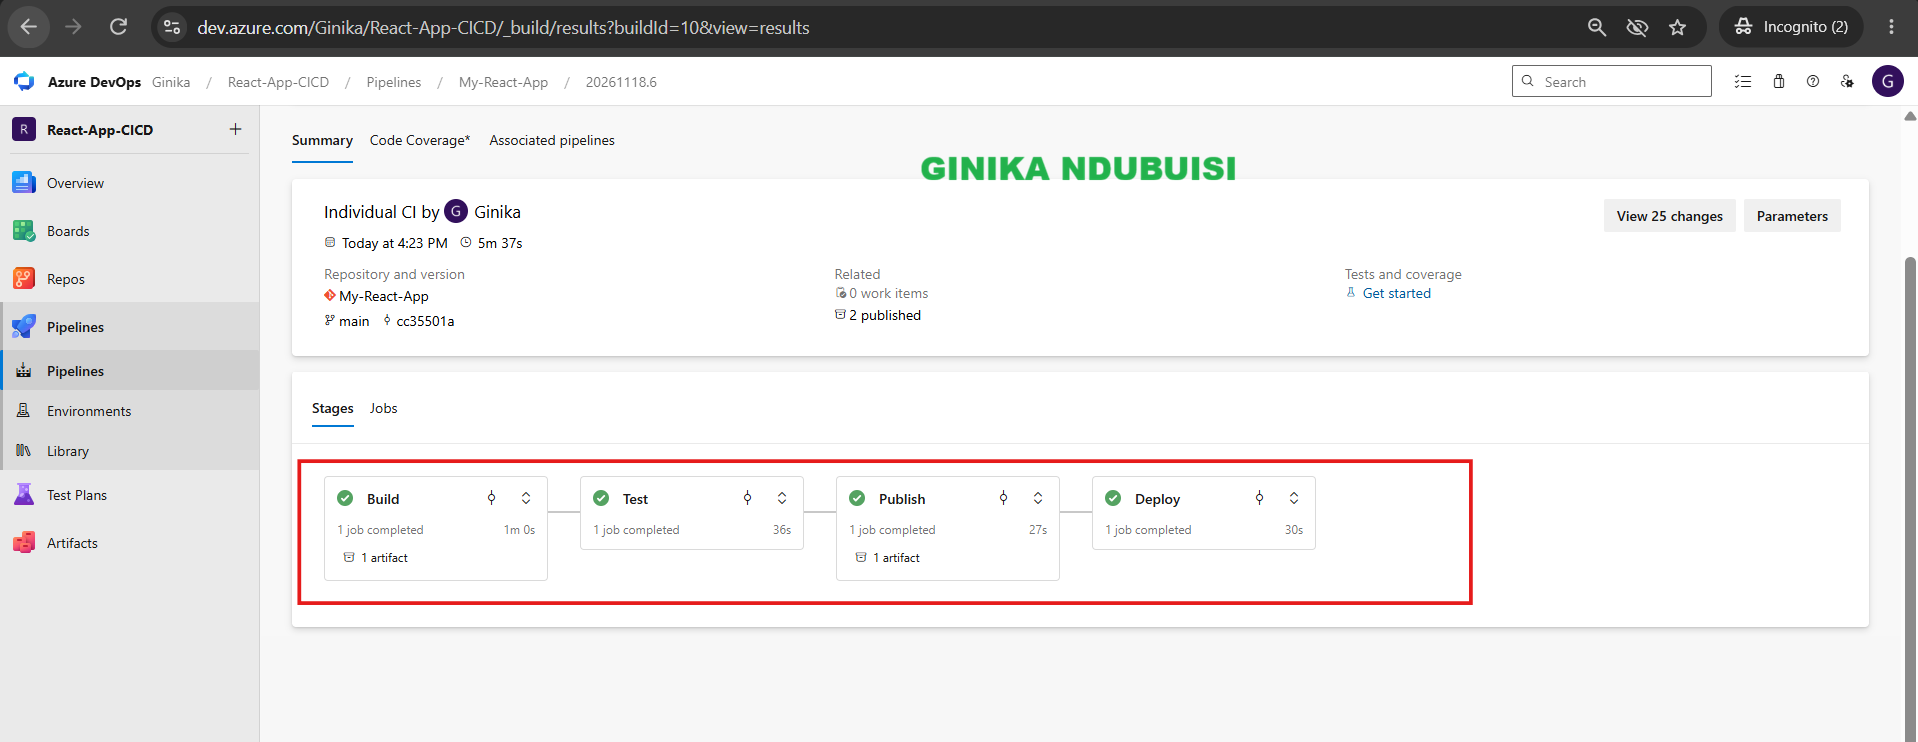 dev.azure.com/Ginika/React-App-CICD/_build/results?buildId=10&view=results
Incognito (2)
Azure DevOps Ginika / React-App-CICD / Pipelines / My-React-App / 20261118.6
Search
G
R React-App-CICD +
Overview
Boards
Repos
Pipelines
Pipelines
Environments
Library
Test Plans
Artifacts
Summary Code Coverage* Associated pipelines
GINIKA NDUBUISI
Individual CI by G Ginika
View 25 changes Parameters
Today at 4:23 PM 5m 37s
Repository and version
My-React-App
main cc35501a
Related
0 work items
2 published
Tests and coverage
Get started
Stages Jobs
Build
1 job completed 1m 0s
1 artifact
Test
1 job completed 36s
Publish
1 job completed 27s
1 artifact
Deploy
1 job completed 30s